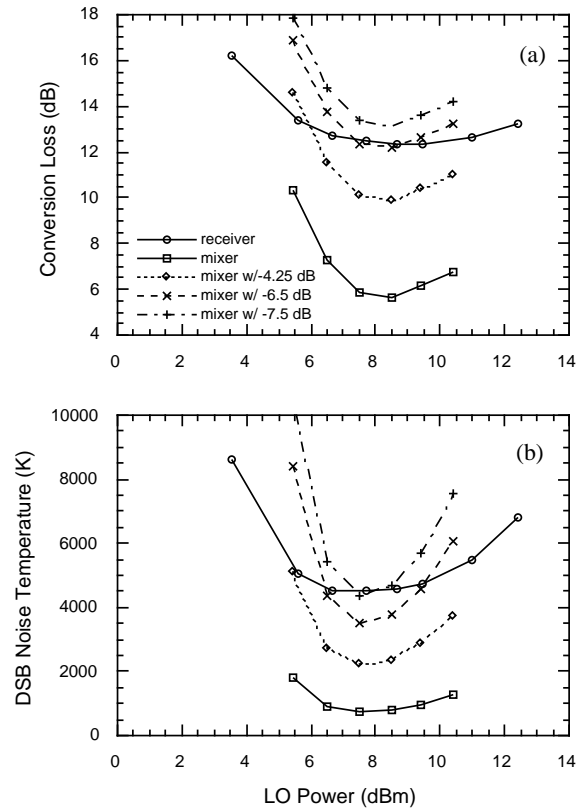 18
16
14
12
10
8
6
4
Conversion Loss (dB)
(a)
receiver
mixer
mixer w/-4.25 dB
mixer w/ -6.5 dB
mixer w/ -7.5 dB
0 2 4 6 8 10 12 14
10000
8000
6000
4000
2000
0
DSB Noise Temperature (K)
(b)
0 2 4 6 8 10 12 14
LO Power (dBm)